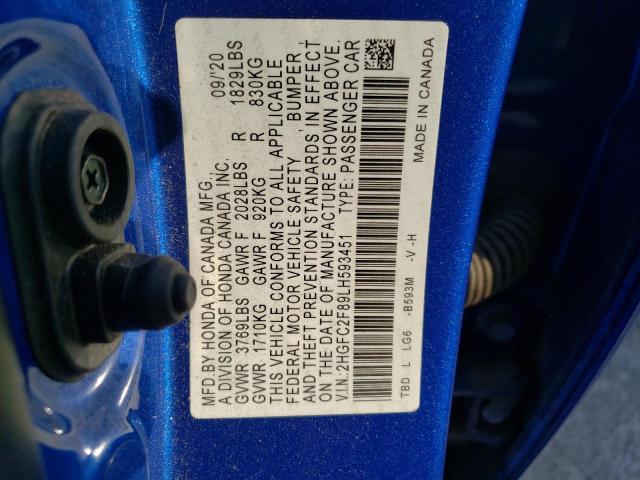 MFD BY HONDA OF CANADA MFG. 09/'20
A DIVISION OF HONDA CANADA INC.
GVWR 3769LBS GAWR F 2028LBS R 1829LBS
GVWR 1710KG GAWR F 920KG R 830KG
THIS VEHICLE CONFORMS TO ALL APPLICABLE
FEDERAL MOTOR VEHICLE SAFETY , BUMPER,
AND THEFT PREVENTION STANDARDS IN EFFECT
ON THE DATE OF MANUFACTURE SHOWN ABOVE.
V.I.N.: 2HGFC2F89LH593451 TYPE: PASSENGER CAR
TBD L LG6 -B593M -V -H MADE IN CANADA